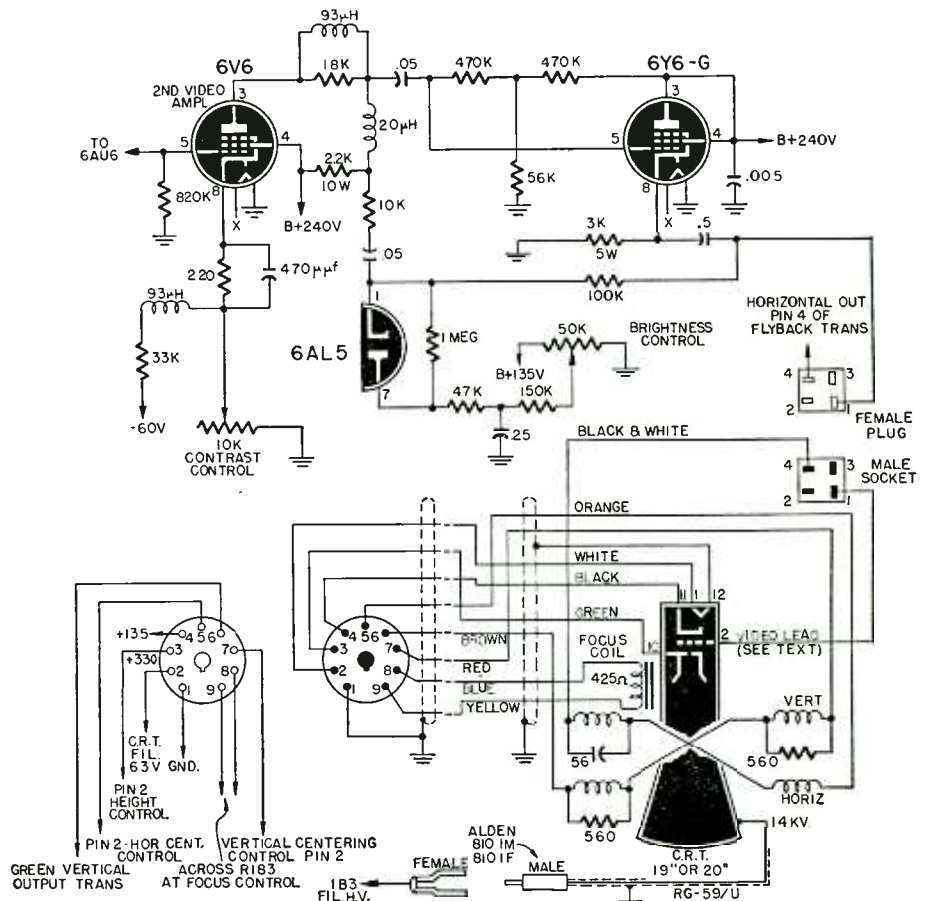 93μH
6V6
18K
.05
470K
470K
6Y6-G
2ND VIDEO
AMPL
3
3
20μH
TO
6AU6
5
4
5
4
B+240V
2.2K
10W
56K
.005
8
8
820K
X
B+240V
10K
X
3K
5W
.5
220
470μμf
.05
93μH
100K
1
HORIZONTAL OUT
PIN 4 OF
FLYBACK TRANS
33K
6AL5
1 MEG
50K
BRIGHTNESS
CONTROL
B+135V
7
47K
150K
4
3
2
1
FEMALE
PLUG
-60V
.25
10K
CONTRAST
CONTROL
BLACK & WHITE
4
3
MALE
SOCKET
2
1
ORANGE
WHITE
BLACK
11
1
12
GREEN
10
2
VIDEO LEAD
(SEE TEXT)
BROWN
FOCUS
COIL
RED
425Ω
BLUE
YELLOW
+135
4
5
6
3
7
+330
2
8
1
9
4
5
6
3
7
2
8
1
9
VERT
56
560
C.R.T.
FIL.
6.3V
GND.
PIN 2
HEIGHT
CONTROL
560
HORIZ
14KV.
PIN 2-HOR CENT.
CONTROL
VERTICAL CENTERING
CONTROL PIN 2
GREEN VERTICAL
OUTPUT TRANS
ACROSS R183
AT FOCUS CONTROL
ALDEN
810 1M
810 1F
FEMALE
MALE
1B3
FIL.H.V.
C.R.T.
19" OR 20"
RG-59/U